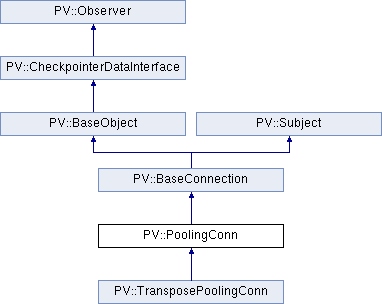 PV::Observer
PV::CheckpointerDataInterface
PV::BaseObject
PV::Subject
PV::BaseConnection
PV::PoolingConn
PV::TransposePoolingConn